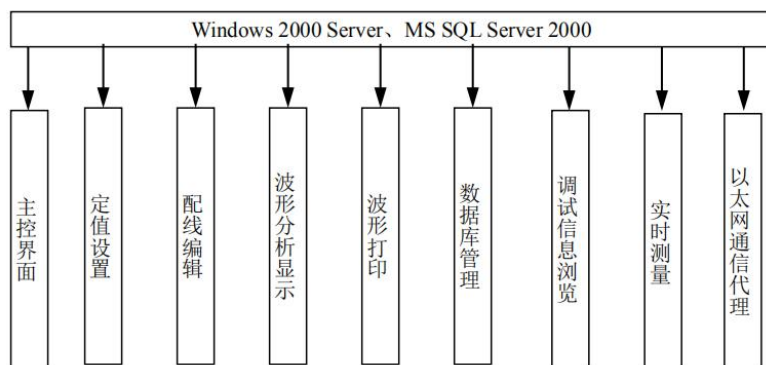 Windows 2000 Server、MS SQL Server 2000
主控界面
定值设置
配线编辑
波形分析显示
波形打印
数据库管理
调试信息浏览
实时测量
以太网通信代理